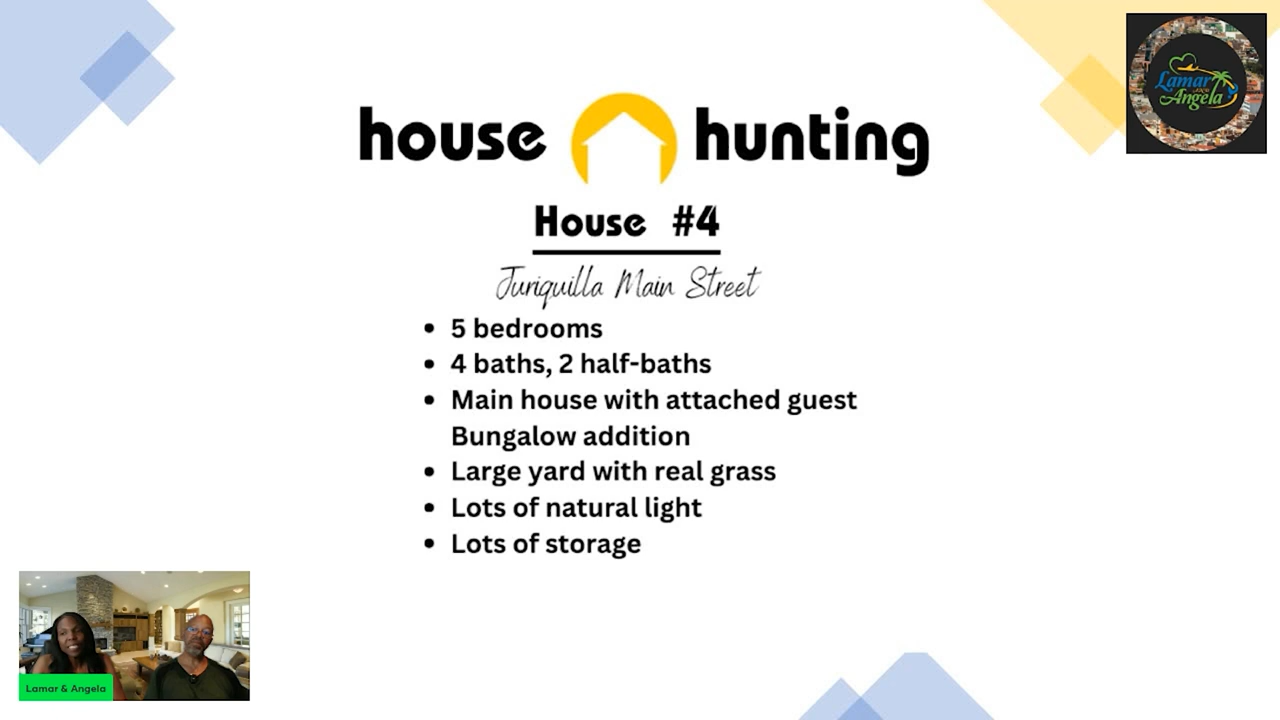 house hunting
Lamar
AND
Angela
House #4
Juriquilla Main Street
• 5 bedrooms
• 4 baths, 2 half-baths
• Main house with attached guest
Bungalow addition
• Large yard with real grass
• Lots of natural light
• Lots of storage
Lamar & Angela